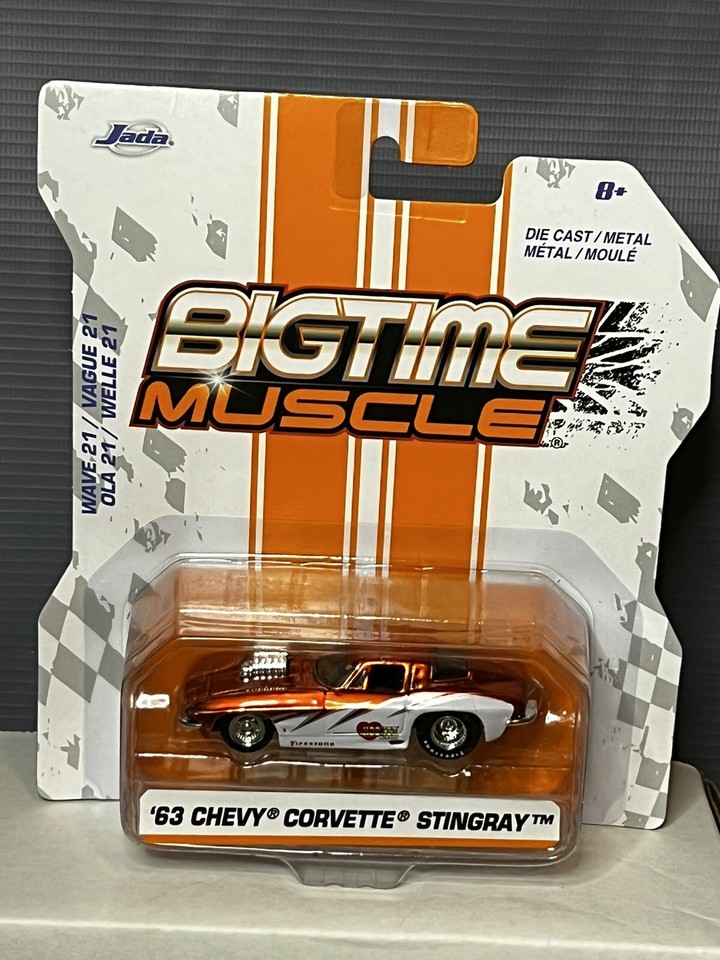 Jada®
8+
DIE CAST / METAL
MÉTAL / MOULÉ
BIGTIME
MUSCLE®
WAVE 21 / VAGUE 21
OLA 21 / WELLE 21
Firestone
'63 CHEVY® CORVETTE® STINGRAY™